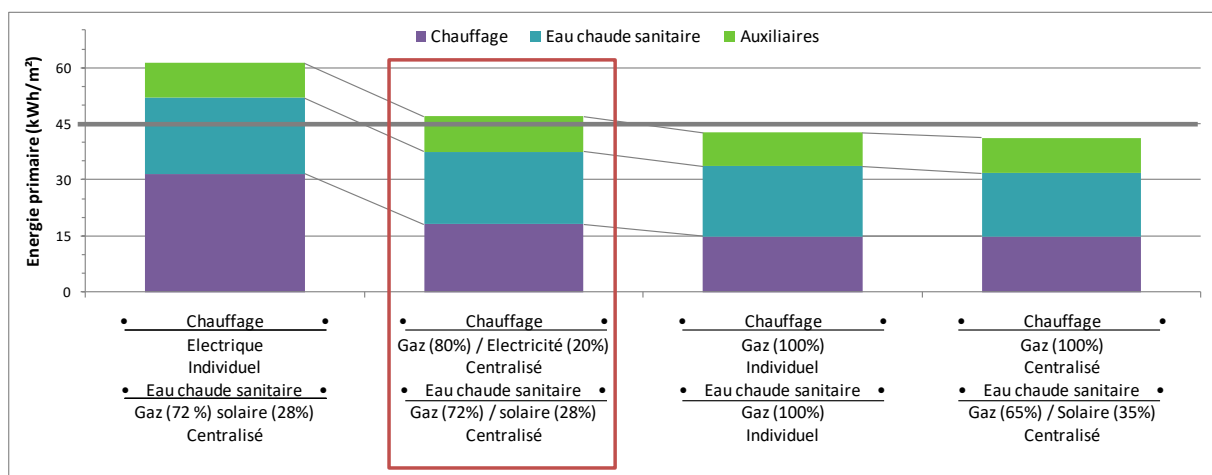 Chauffage Eau chaude sanitaire Auxiliaires
Energie primaire (kWh/m²)
60
45
30
15
0
• Chauffage •
Electrique
Individuel
• Eau chaude sanitaire •
Gaz (72 %) solaire (28%)
Centralisé
• Chauffage •
Gaz (80%) / Electricité (20%)
Centralisé
• Eau chaude sanitaire •
Gaz (72%) / solaire (28%)
Centralisé
• Chauffage •
Gaz (100%)
Individuel
• Eau chaude sanitaire •
Gaz (100%)
Individuel
• Chauffage •
Gaz (100%)
Centralisé
• Eau chaude sanitaire •
Gaz (65%) / Solaire (35%)
Centralisé